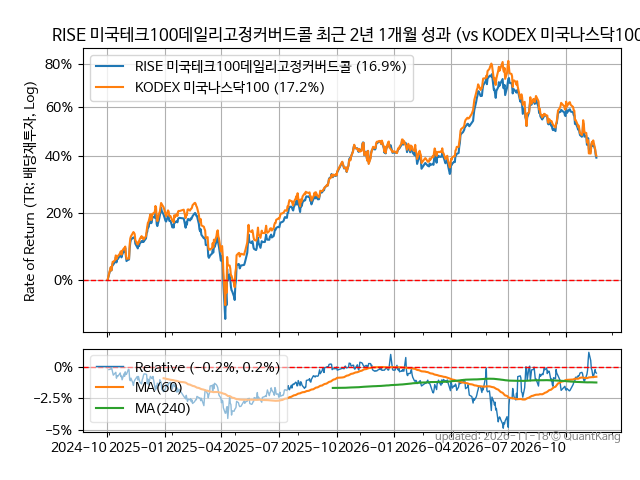 RISE 미국테크100데일리고정커버드콜 최근 2년 1개월 성과 (vs KODEX 미국나스닥100
RISE 미국테크100데일리고정커버드콜 (16.9%)
KODEX 미국나스닥100 (17.2%)
80%
60%
40%
20%
0%
Rate of Return (TR: 배당재투자, Log)
Relative (−0.2%, 0.2%)
MA(60)
MA(240)
0%
−2.5%
−5%
2024−10 2025−01 2025−04 2025−07 2025−10 2026−01 2026−04 2026−07 2026−10
updated: 2026−11−18 © QuantKang